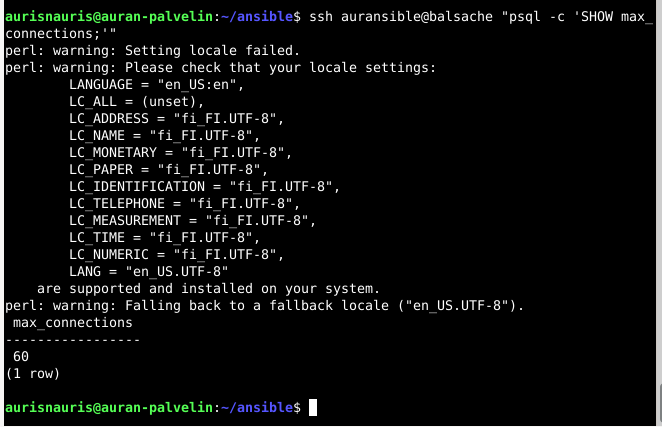 aurisnauris@auran-palvelin:~/ansible$ ssh auransible@balsache "psql -c 'SHOW max_
connections;'"
perl: warning: Setting locale failed.
perl: warning: Please check that your locale settings:
        LANGUAGE = "en_US:en",
        LC_ALL = (unset),
        LC_ADDRESS = "fi_FI.UTF-8",
        LC_NAME = "fi_FI.UTF-8",
        LC_MONETARY = "fi_FI.UTF-8",
        LC_PAPER = "fi_FI.UTF-8",
        LC_IDENTIFICATION = "fi_FI.UTF-8",
        LC_TELEPHONE = "fi_FI.UTF-8",
        LC_MEASUREMENT = "fi_FI.UTF-8",
        LC_TIME = "fi_FI.UTF-8",
        LC_NUMERIC = "fi_FI.UTF-8",
        LANG = "en_US.UTF-8"
    are supported and installed on your system.
perl: warning: Falling back to a fallback locale ("en_US.UTF-8").
 max_connections
-----------------
 60
(1 row)

aurisnauris@auran-palvelin:~/ansible$